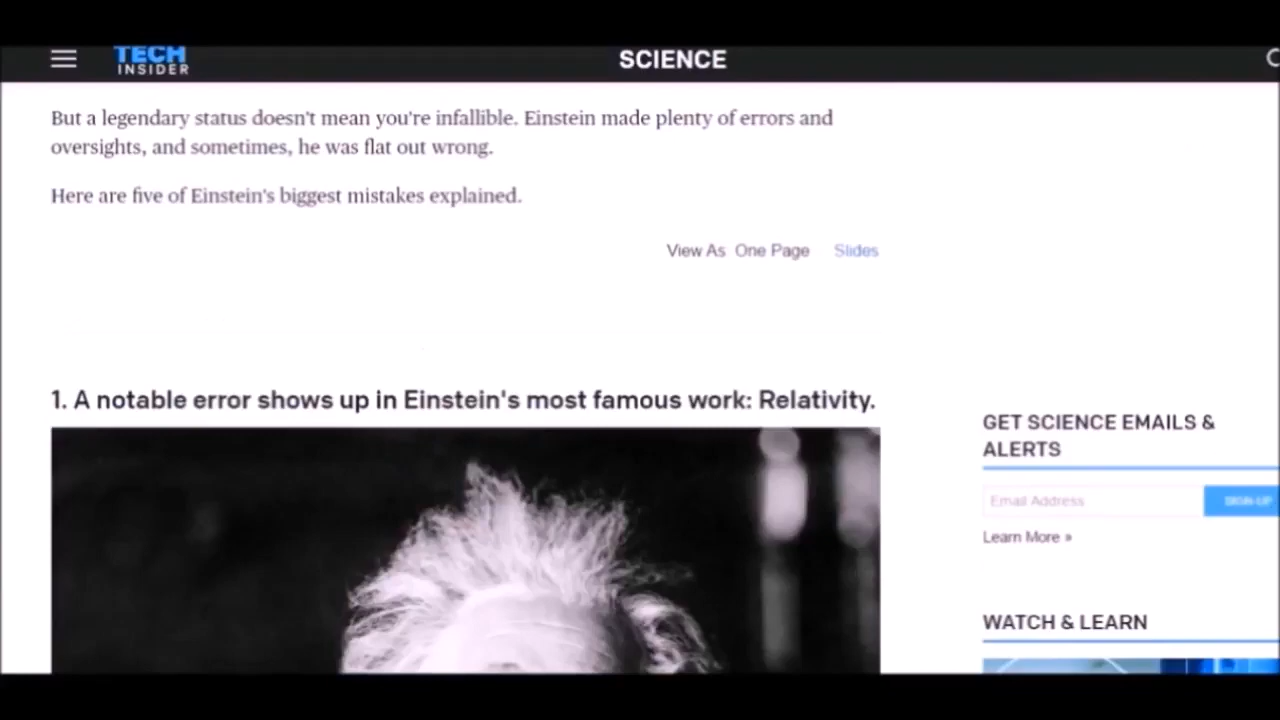 TECH
INSIDER
SCIENCE
But a legendary status doesn't mean you're infallible. Einstein made plenty of errors and
oversights, and sometimes, he was flat out wrong.
Here are five of Einstein's biggest mistakes explained.
View As One Page Slides
1. A notable error shows up in Einstein's most famous work: Relativity.
GET SCIENCE EMAILS &
ALERTS
Email Address
SIGN-UP
Learn More »
WATCH & LEARN